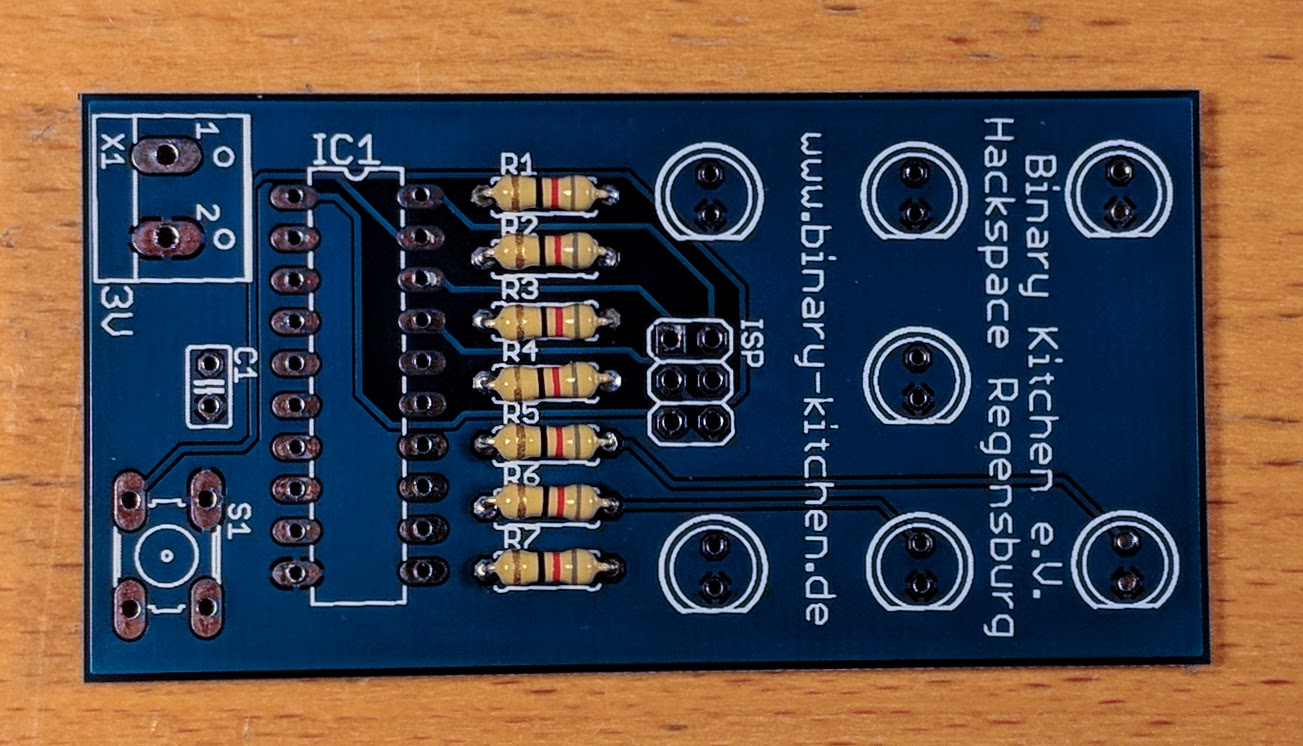 X1
1
2
3V
IC1
C1
S1
R1
R2
R3
R4
R5
R6
R7
ISP
www.binary-kitchen.de
Binary Kitchen e.V.
Hackspace Regensburg